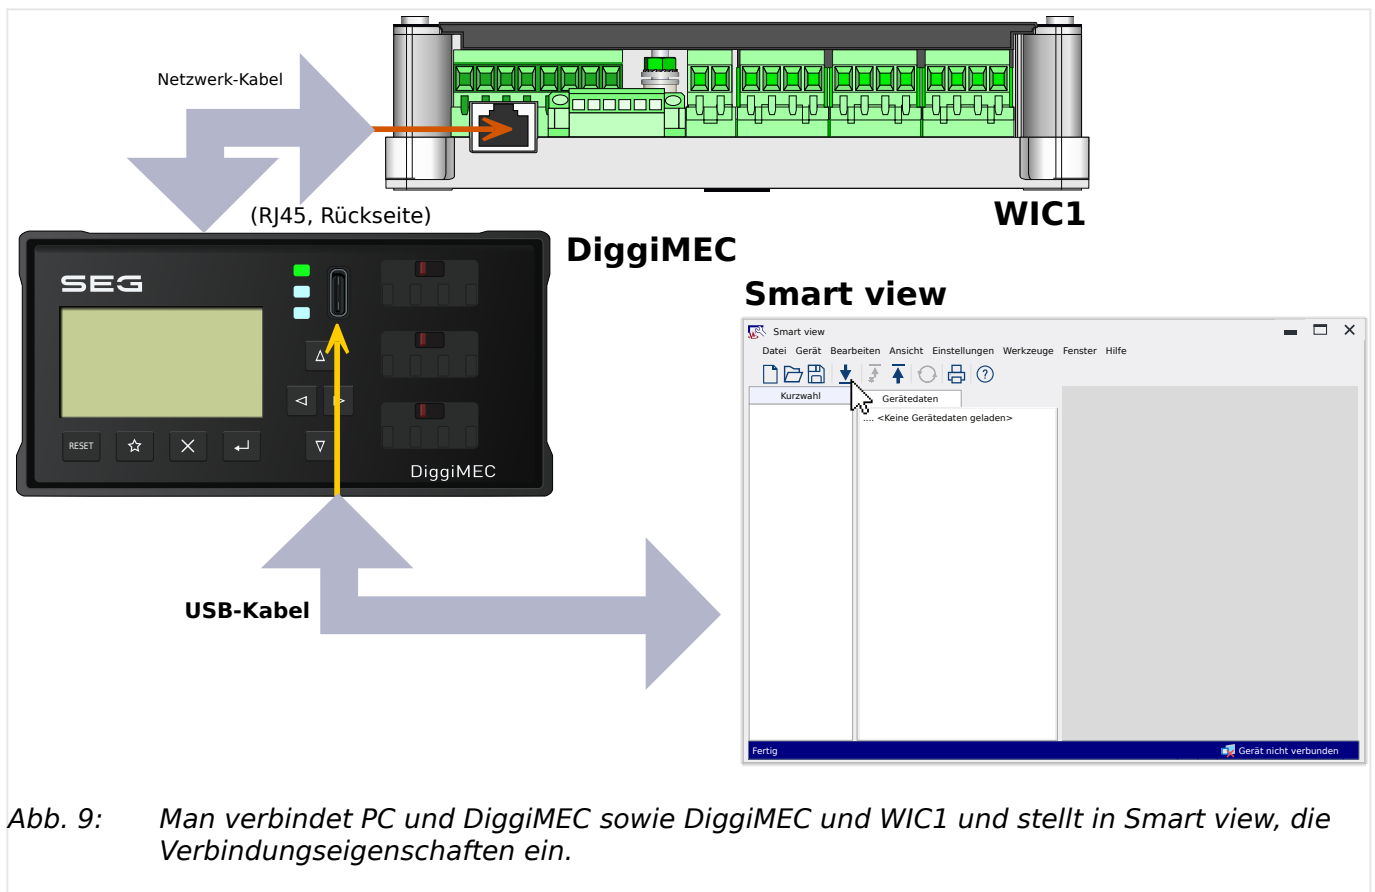 Netzwerk-Kabel
WIC1
(RJ45, Rückseite)
DiggiMEC
SEG
RESET
DiggiMEC
Smart view
Smart view
Datei Gerät Bearbeiten Ansicht Einstellungen Werkzeuge Fenster Hilfe
Kurzwahl
Gerätedaten
.... <Keine Gerätedaten geladen>
Fertig
Gerät nicht verbunden
USB-Kabel
Abb. 9: Man verbindet PC und DiggiMEC sowie DiggiMEC und WIC1 und stellt in Smart view, die
Verbindungseigenschaften ein.